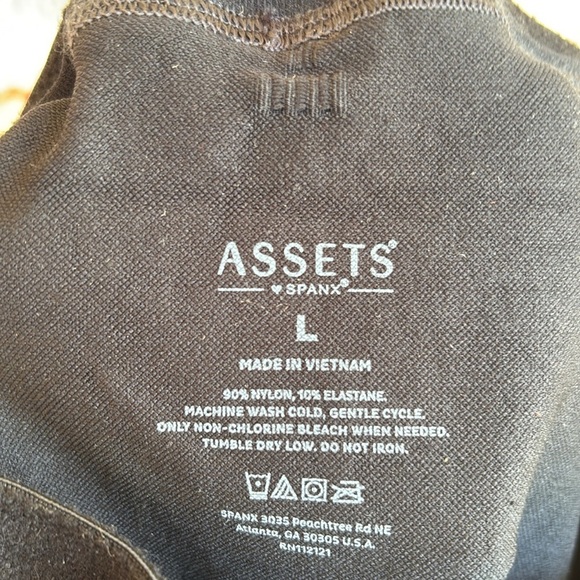 ASSETS®
♥ SPANX®
L
MADE IN VIETNAM
90% NYLON, 10% ELASTANE.
MACHINE WASH COLD, GENTLE CYCLE.
ONLY NON-CHLORINE BLEACH WHEN NEEDED.
TUMBLE DRY LOW. DO NOT IRON.
SPANX 3035 Peachtree Rd NE
Atlanta, GA 30305 U.S.A.
RN112121